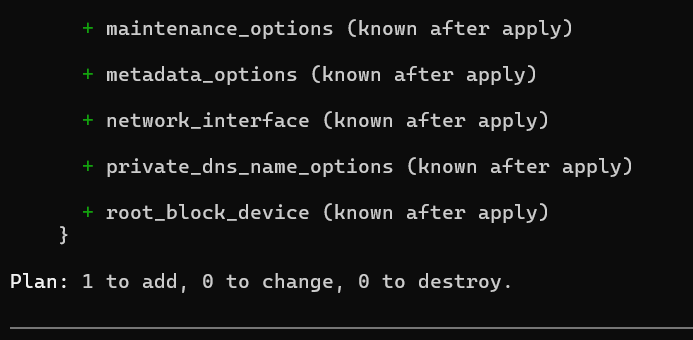 + maintenance_options (known after apply)
+ metadata_options (known after apply)
+ network_interface (known after apply)
+ private_dns_name_options (known after apply)
+ root_block_device (known after apply)
}
Plan: 1 to add, 0 to change, 0 to destroy.